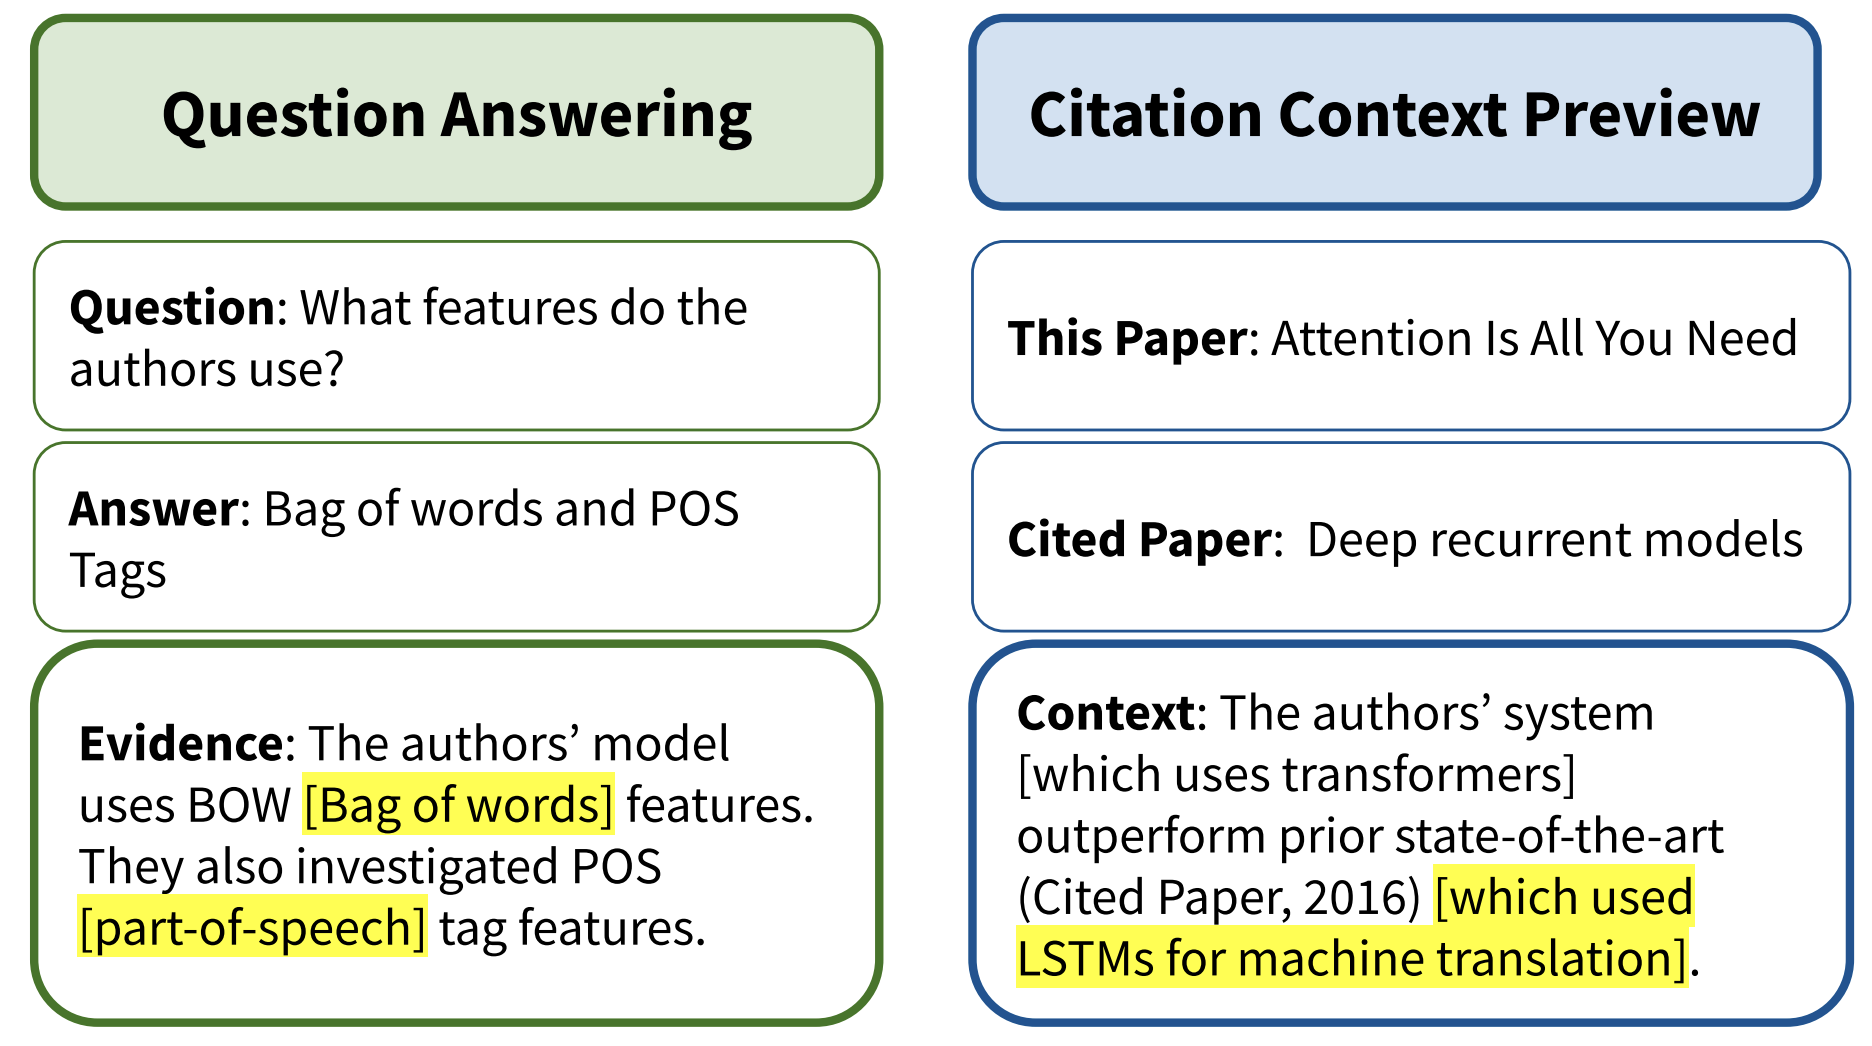 Question Answering
Question: What features do the
authors use?
Answer: Bag of words and POS
Tags
Evidence: The authors’ model
uses BOW [Bag of words] features.
They also investigated POS
[part-of-speech] tag features.
Citation Context Preview
This Paper: Attention Is All You Need
Cited Paper:  Deep recurrent models
Context: The authors’ system
[which uses transformers]
outperform prior state-of-the-art
(Cited Paper, 2016) [which used
LSTMs for machine translation].